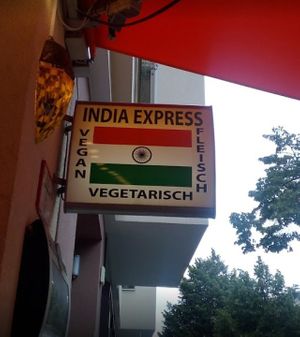 INDIA EXPRESS
VEGAN
FLEISCH
VEGETARISCH